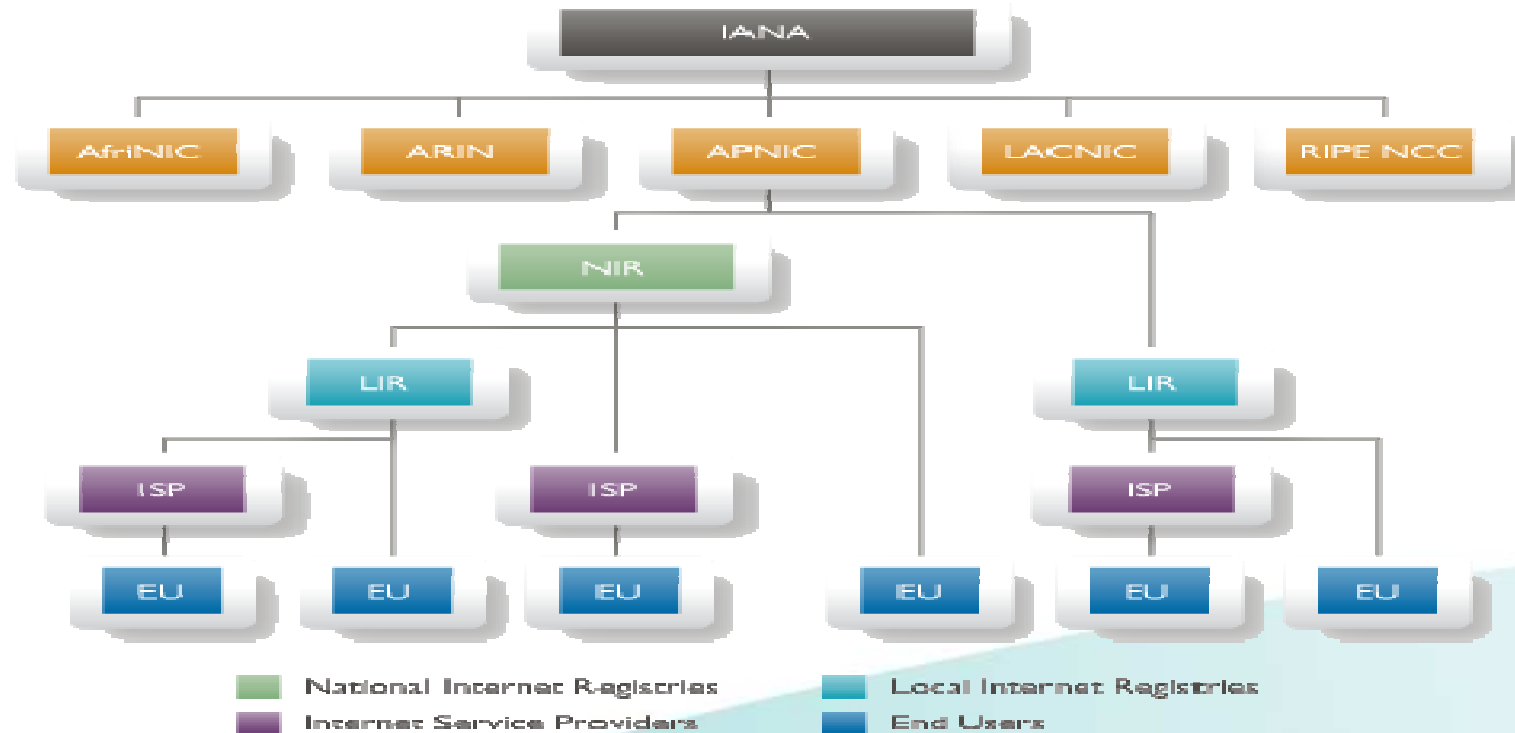 IANA
AfriNIC ARIN APNIC LACNIC RIPE NCC
NIR
LIR LIR
ISP ISP ISP
EU EU EU EU EU EU
National Internet Registries Local Internet Registries
Internet Service Providers End Users